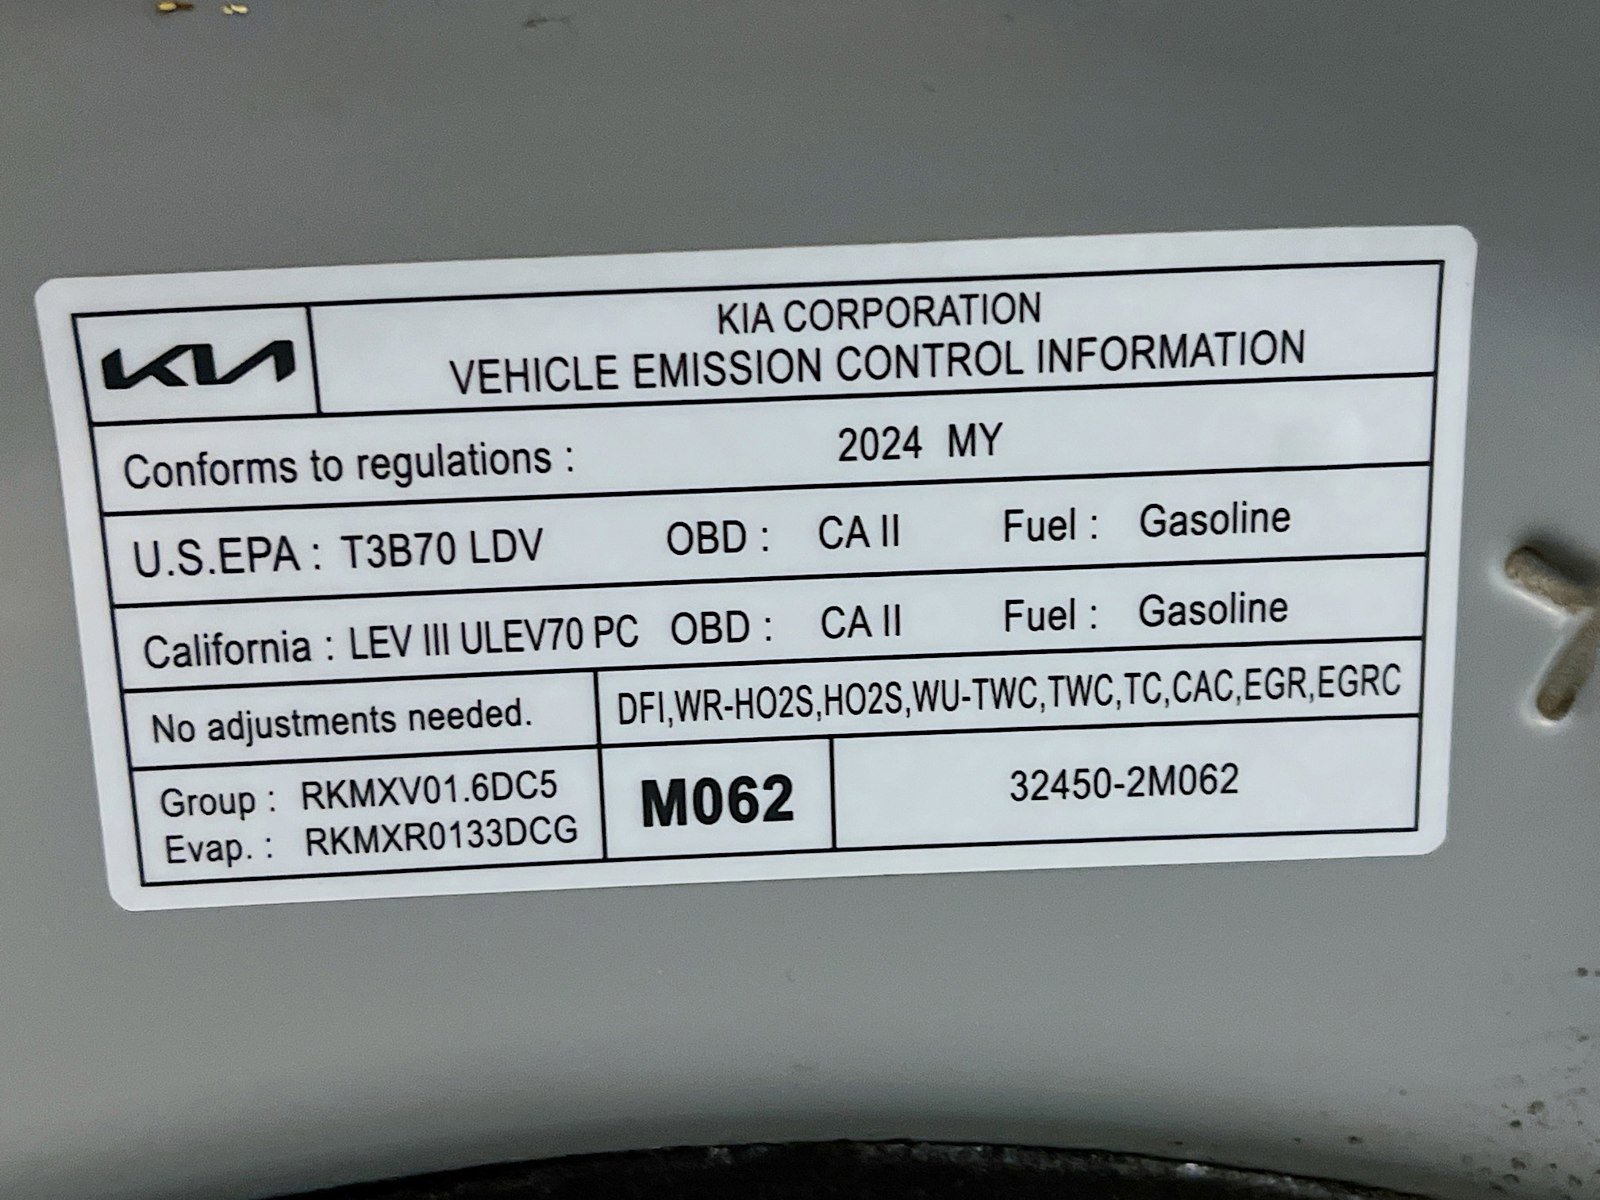 KIA
KIA CORPORATION
VEHICLE EMISSION CONTROL INFORMATION
Conforms to regulations : 2024 MY
U.S.EPA : T3B70 LDV OBD : CA II Fuel : Gasoline
California : LEV III ULEV70 PC OBD : CA II Fuel : Gasoline
No adjustments needed. DFI,WR-HO2S,HO2S,WU-TWC,TWC,TC,CAC,EGR,EGRC
Group : RKMXV01.6DC5
Evap. : RKMXR0133DCG
M062
32450-2M062